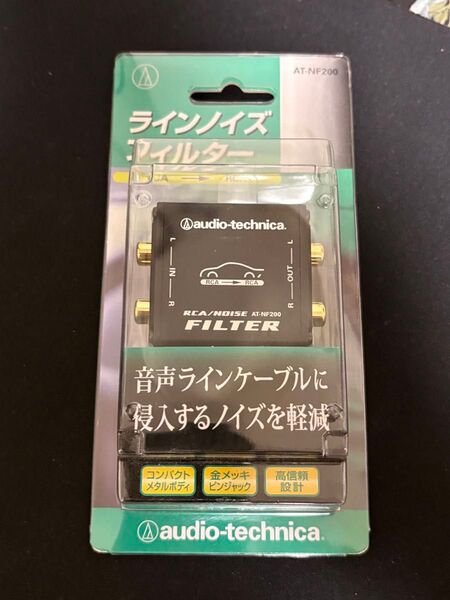 AT-NF200
ラインノイズ
フィルター
RCA → RCA
audio-technica
L IN R
L OUT R
RCA → RCA
RCA/NOISE AT-NF200
FILTER
音声ラインケーブルに
侵入するノイズを軽減
コンパクト
メタルボディ
金メッキ
ピンジャック
高信頼
設計
audio-technica